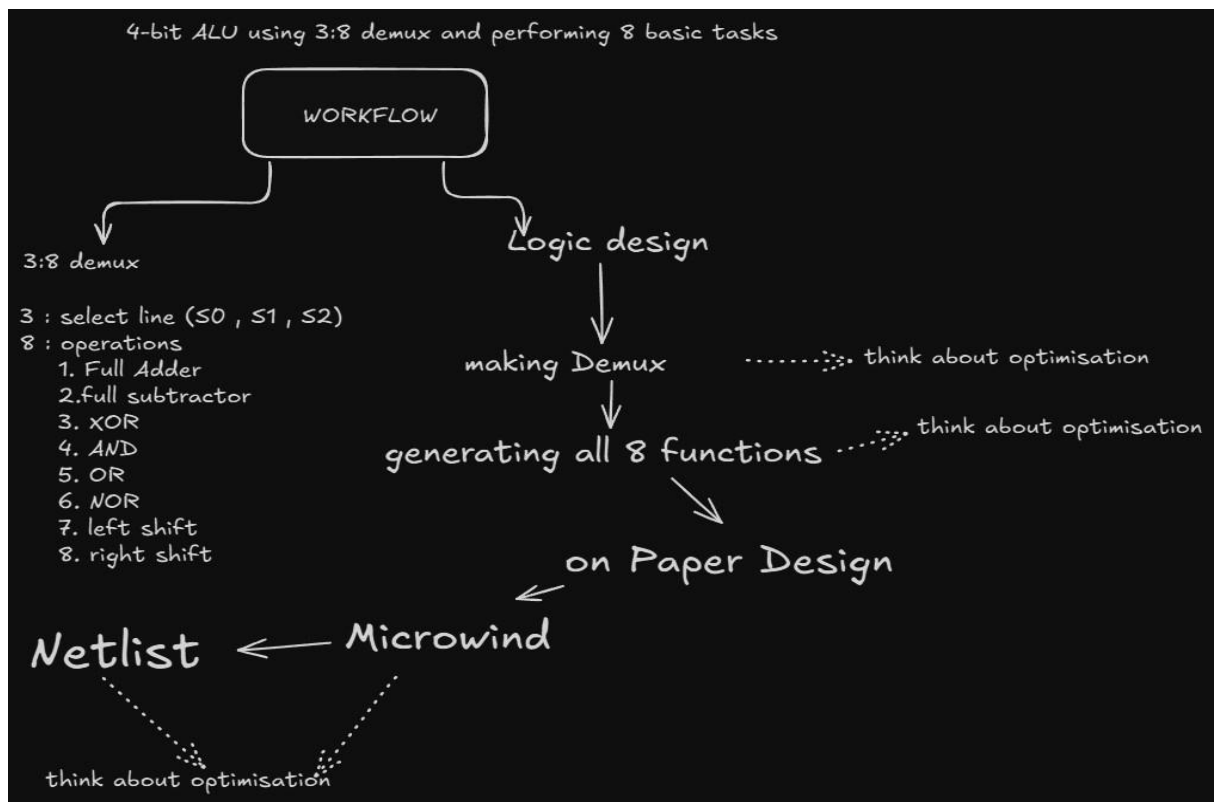 4-bit ALU using 3:8 demux and performing 8 basic tasks
WORKFLOW
3:8 demux
3 : select line (S0 , S1 , S2)
8 : operations
1. Full Adder
2.full subtractor
3. XOR
4. AND
5. OR
6. NOR
7. left shift
8. right shift
Logic design
making Demux
think about optimisation
generating all 8 functions
think about optimisation
on Paper Design
Microwind
Netlist
think about optimisation